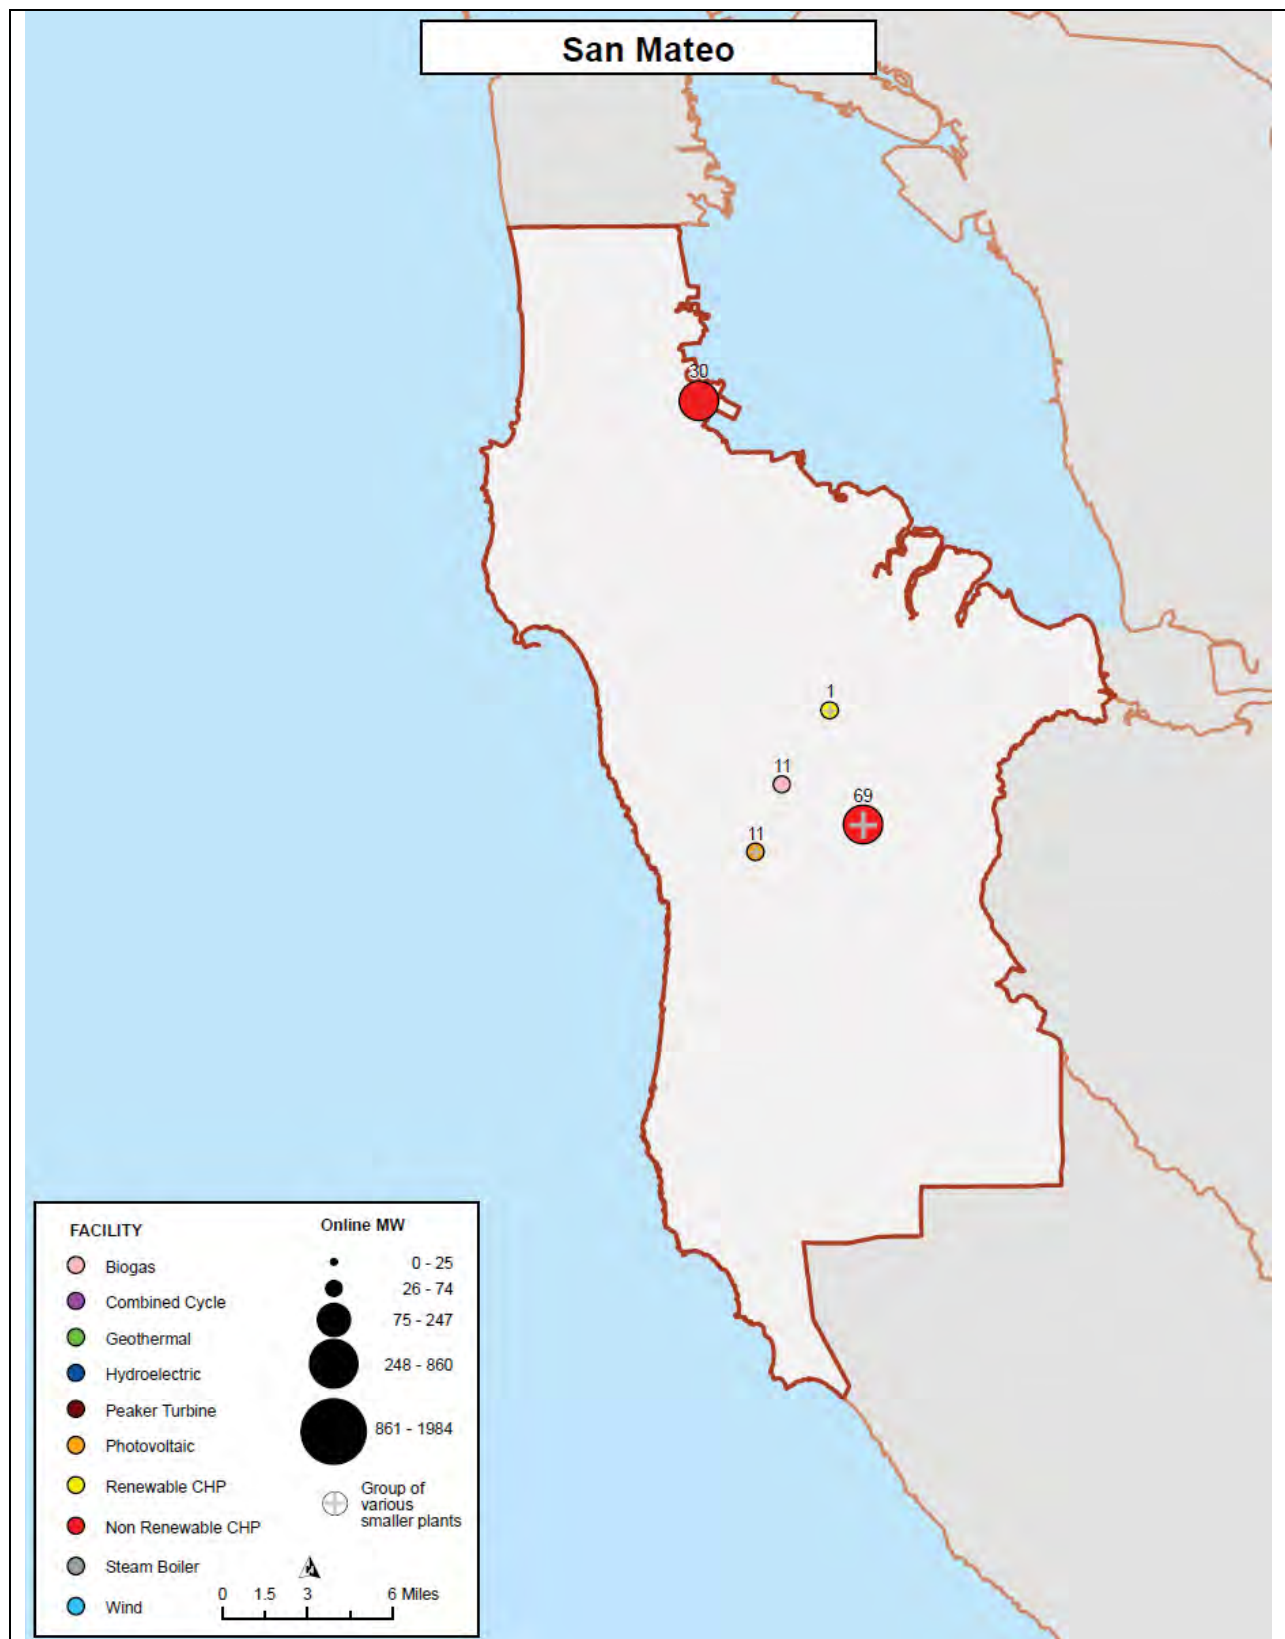 San Mateo
30
1
11
69
11
FACILITY
Online MW
Biogas
Combined Cycle
Geothermal
Hydroelectric
Peaker Turbine
Photovoltaic
Renewable CHP
Non Renewable CHP
Steam Boiler
Wind
0 - 25
26 - 74
75 - 247
248 - 860
861 - 1984
Group of
various
smaller plants
0 1.5 3 6 Miles